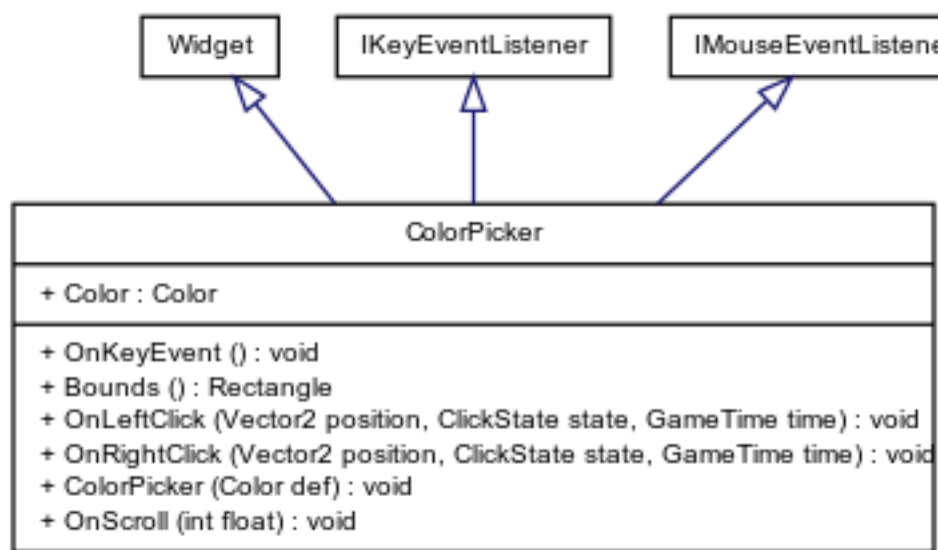 Widget
IKeyEventListener
IMouseEventListene
ColorPicker
+ Color : Color
+ OnKeyEvent () : void
+ Bounds () : Rectangle
+ OnLeftClick (Vector2 position, ClickState state, GameTime time) : void
+ OnRightClick (Vector2 position, ClickState state, GameTime time) : void
+ ColorPicker (Color def) : void
+ OnScroll (int float) : void